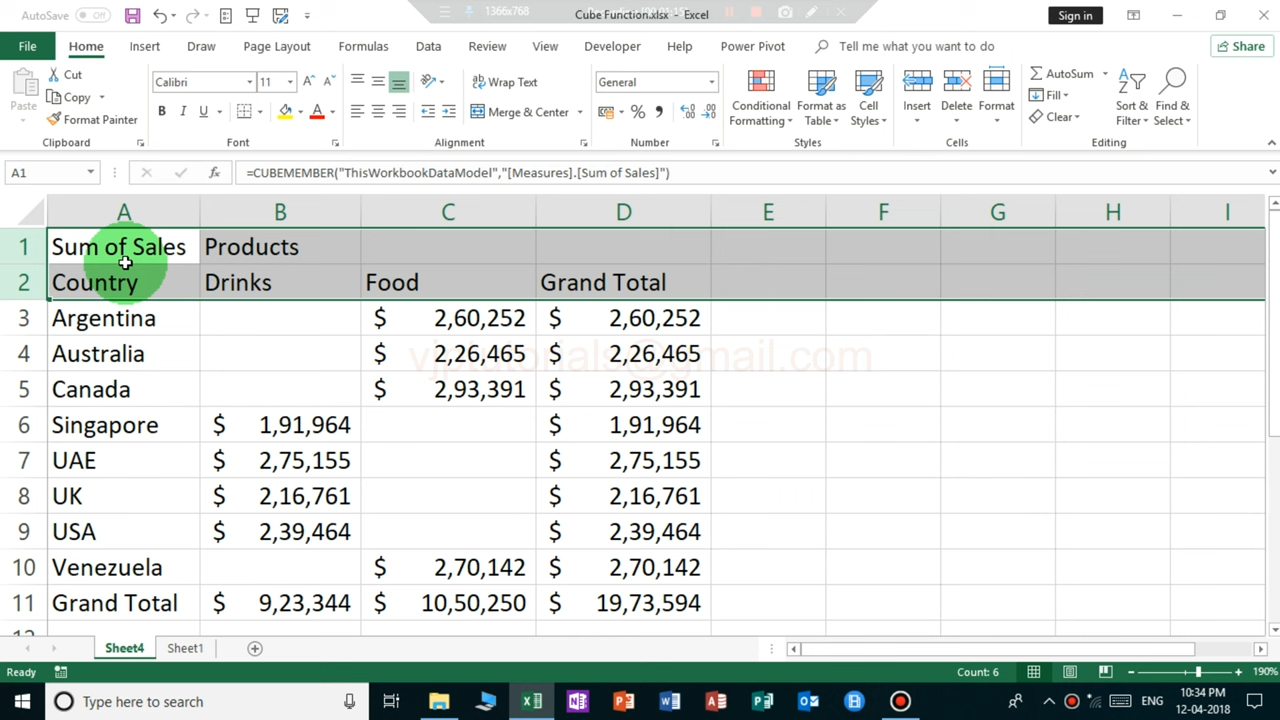 AutoSave Off
1366x768
Cube Function.xlsx - Excel
Sign in
File Home Insert Draw Page Layout Formulas Data Review View Developer Help Power Pivot Tell me what you want to do Share
Paste
Cut
Copy
Format Painter
Calibri 11
B I U
Wrap Text
Merge & Center
General
Conditional Formatting
Format as Table
Cell Styles
Insert
Delete
Format
AutoSum
Fill
Clear
Sort & Filter
Find & Select
Clipboard Font Alignment Number Styles Cells Editing
A1 fx =CUBEMEMBER("ThisWorkbookDataModel","[Measures].[Sum of Sales]")
A B C D E F G H I
1 Sum of Sales Products
2 Country Drinks Food Grand Total
3 Argentina $ 2,60,252 $ 2,60,252
4 Australia $ 2,26,465 $ 2,26,465
5 Canada $ 2,93,391 $ 2,93,391
6 Singapore $ 1,91,964 $ 1,91,964
7 UAE $ 2,75,155 $ 2,75,155
8 UK $ 2,16,761 $ 2,16,761
9 USA $ 2,39,464 $ 2,39,464
10 Venezuela $ 2,70,142 $ 2,70,142
11 Grand Total $ 9,23,344 $ 10,50,250 $ 19,73,594
vjptutorials@gmail.com
Sheet4 Sheet1
Ready Count: 6 190%
Type here to search
ENG
10:34 PM
12-04-2018